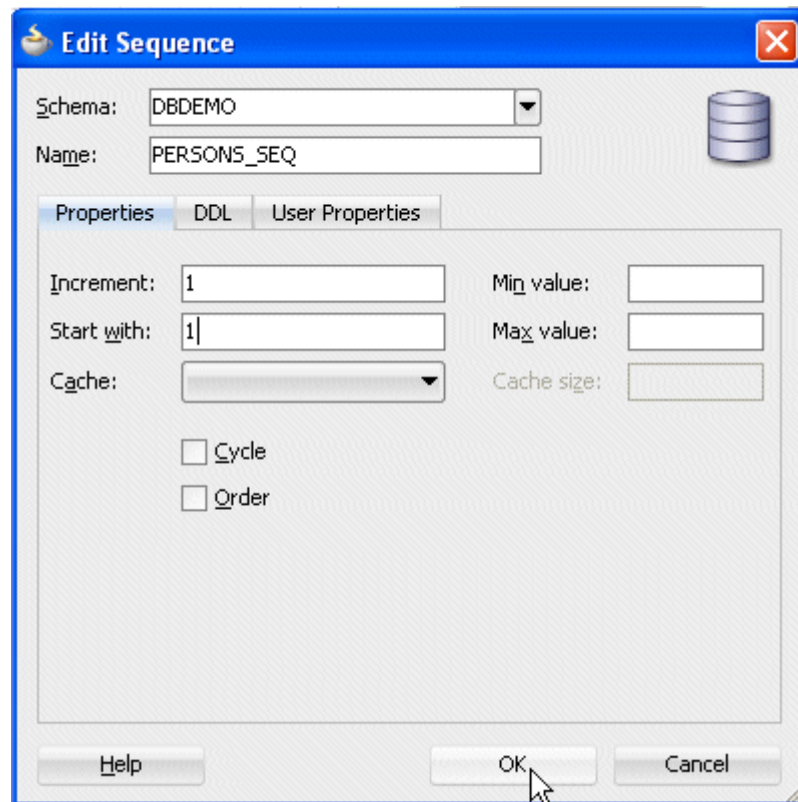 Edit Sequence
Schema: DBDEMO
Name: PERSONS_SEQ
Properties DDL User Properties
Increment: 1 Min value:
Start with: 1 Max value:
Cache: Cache size:
Cycle
Order
Help OK Cancel